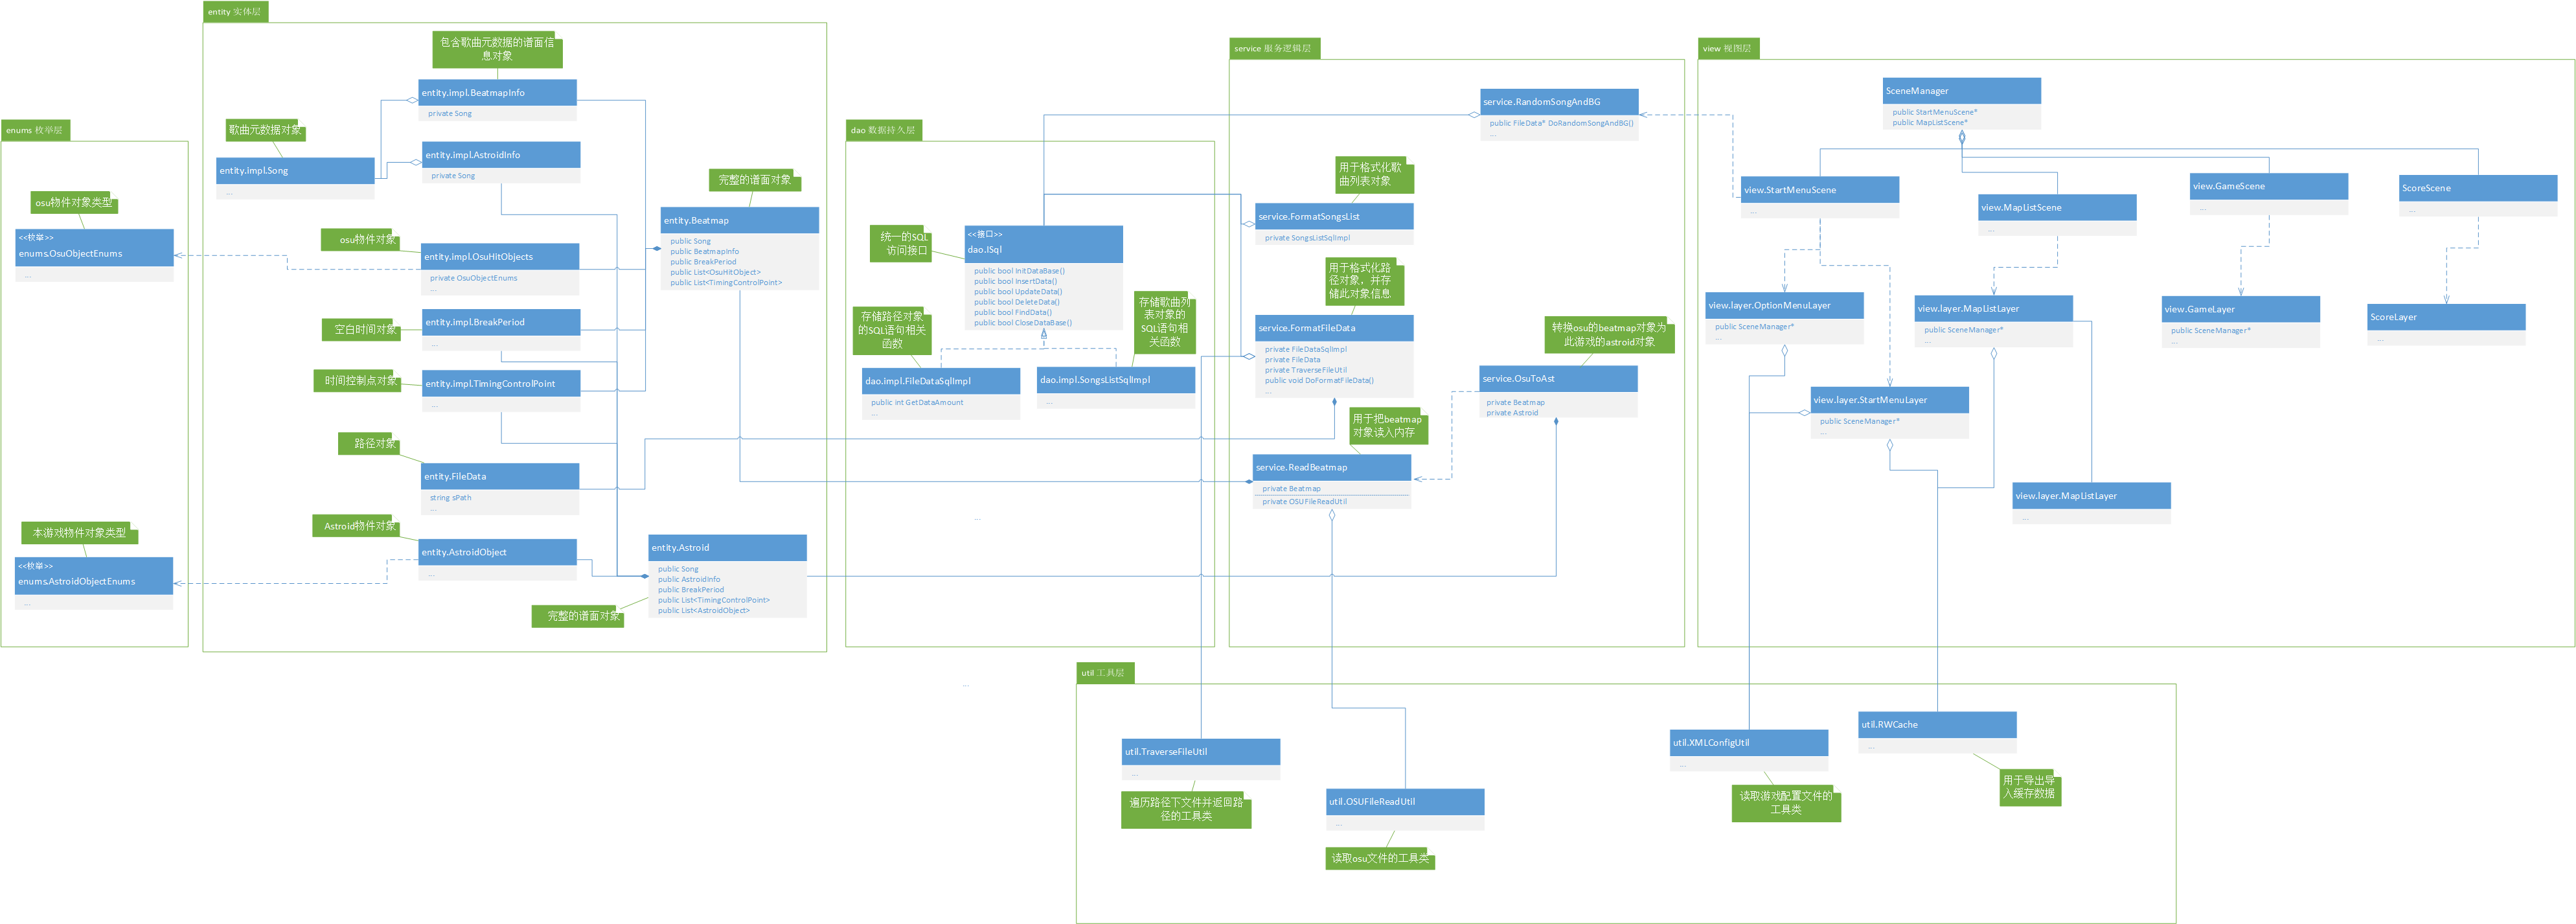 enums 枚举层
osu物件对象类型
<<枚举>>
enums.OsuObjectEnums
...
本游戏物件对象类型
<<枚举>>
enums.AstroidObjectEnums
...
entity 实体层
包含歌曲元数据的谱面信
息对象
entity.impl.BeatmapInfo
private Song
歌曲元数据对象
entity.impl.Song
...
entity.impl.AstroidInfo
private Song
osu物件对象
entity.impl.OsuHitObjects
private OsuObjectEnums
...
空白时间对象
entity.impl.BreakPeriod
...
时间控制点对象
entity.impl.TimingControlPoint
...
路径对象
entity.FileData
string sPath
...
Astroid物件对象
entity.AstroidObject
...
完整的谱面对象
entity.Beatmap
public Song
public BeatmapInfo
public BreakPeriod
public List<OsuHitObject>
public List<TimingControlPoint>
entity.Astroid
public Song
public AstroidInfo
public BreakPeriod
public List<TimingControlPoint>
public List<AstroidObject>
完整的谱面对象
dao 数据持久层
统一的SQL
访问接口
<<接口>>
dao.ISql
public bool InitDataBase()
public bool InsertData()
public bool UpdateData()
public bool DeleteData()
public bool FindData()
public bool CloseDataBase()
存储路径对象
的SQL语句相关
函数
dao.impl.FileDataSqlImpl
public int GetDataAmount
...
存储歌曲列
表对象的
SQL语句相
关函数
dao.impl.SongsListSqlImpl
...
...
...
service 服务逻辑层
service.RandomSongAndBG
public FileData* DoRandomSongAndBG()
...
用于格式化歌
曲列表对象
service.FormatSongsList
private SongsListSqlImpl
用于格式化路
径对象，并存
储此对象信息
service.FormatFileData
private FileDataSqlImpl
private FileData
private TraverseFileUtil
public void DoFormatFileData()
...
转换osu的beatmap对象为
此游戏的astroid对象
service.OsuToAst
private Beatmap
private Astroid
用于把beatmap
对象读入内存
service.ReadBeatmap
private Beatmap
private OSUFileReadUtil
view 视图层
SceneManager
public StartMenuScene*
public MapListScene*
view.StartMenuScene
...
view.MapListScene
...
view.GameScene
...
ScoreScene
...
view.layer.OptionMenuLayer
public SceneManager*
...
view.layer.MapListLayer
public SceneManager*
...
view.GameLayer
public SceneManager*
...
ScoreLayer
...
view.layer.StartMenuLayer
public SceneManager*
...
view.layer.MapListLayer
...
util 工具层
util.TraverseFileUtil
...
遍历路径下文件并返回路
径的工具类
util.OSUFileReadUtil
...
读取osu文件的工具类
util.XMLConfigUtil
...
读取游戏配置文件的
工具类
util.RWCache
...
用于导出导
入缓存数据